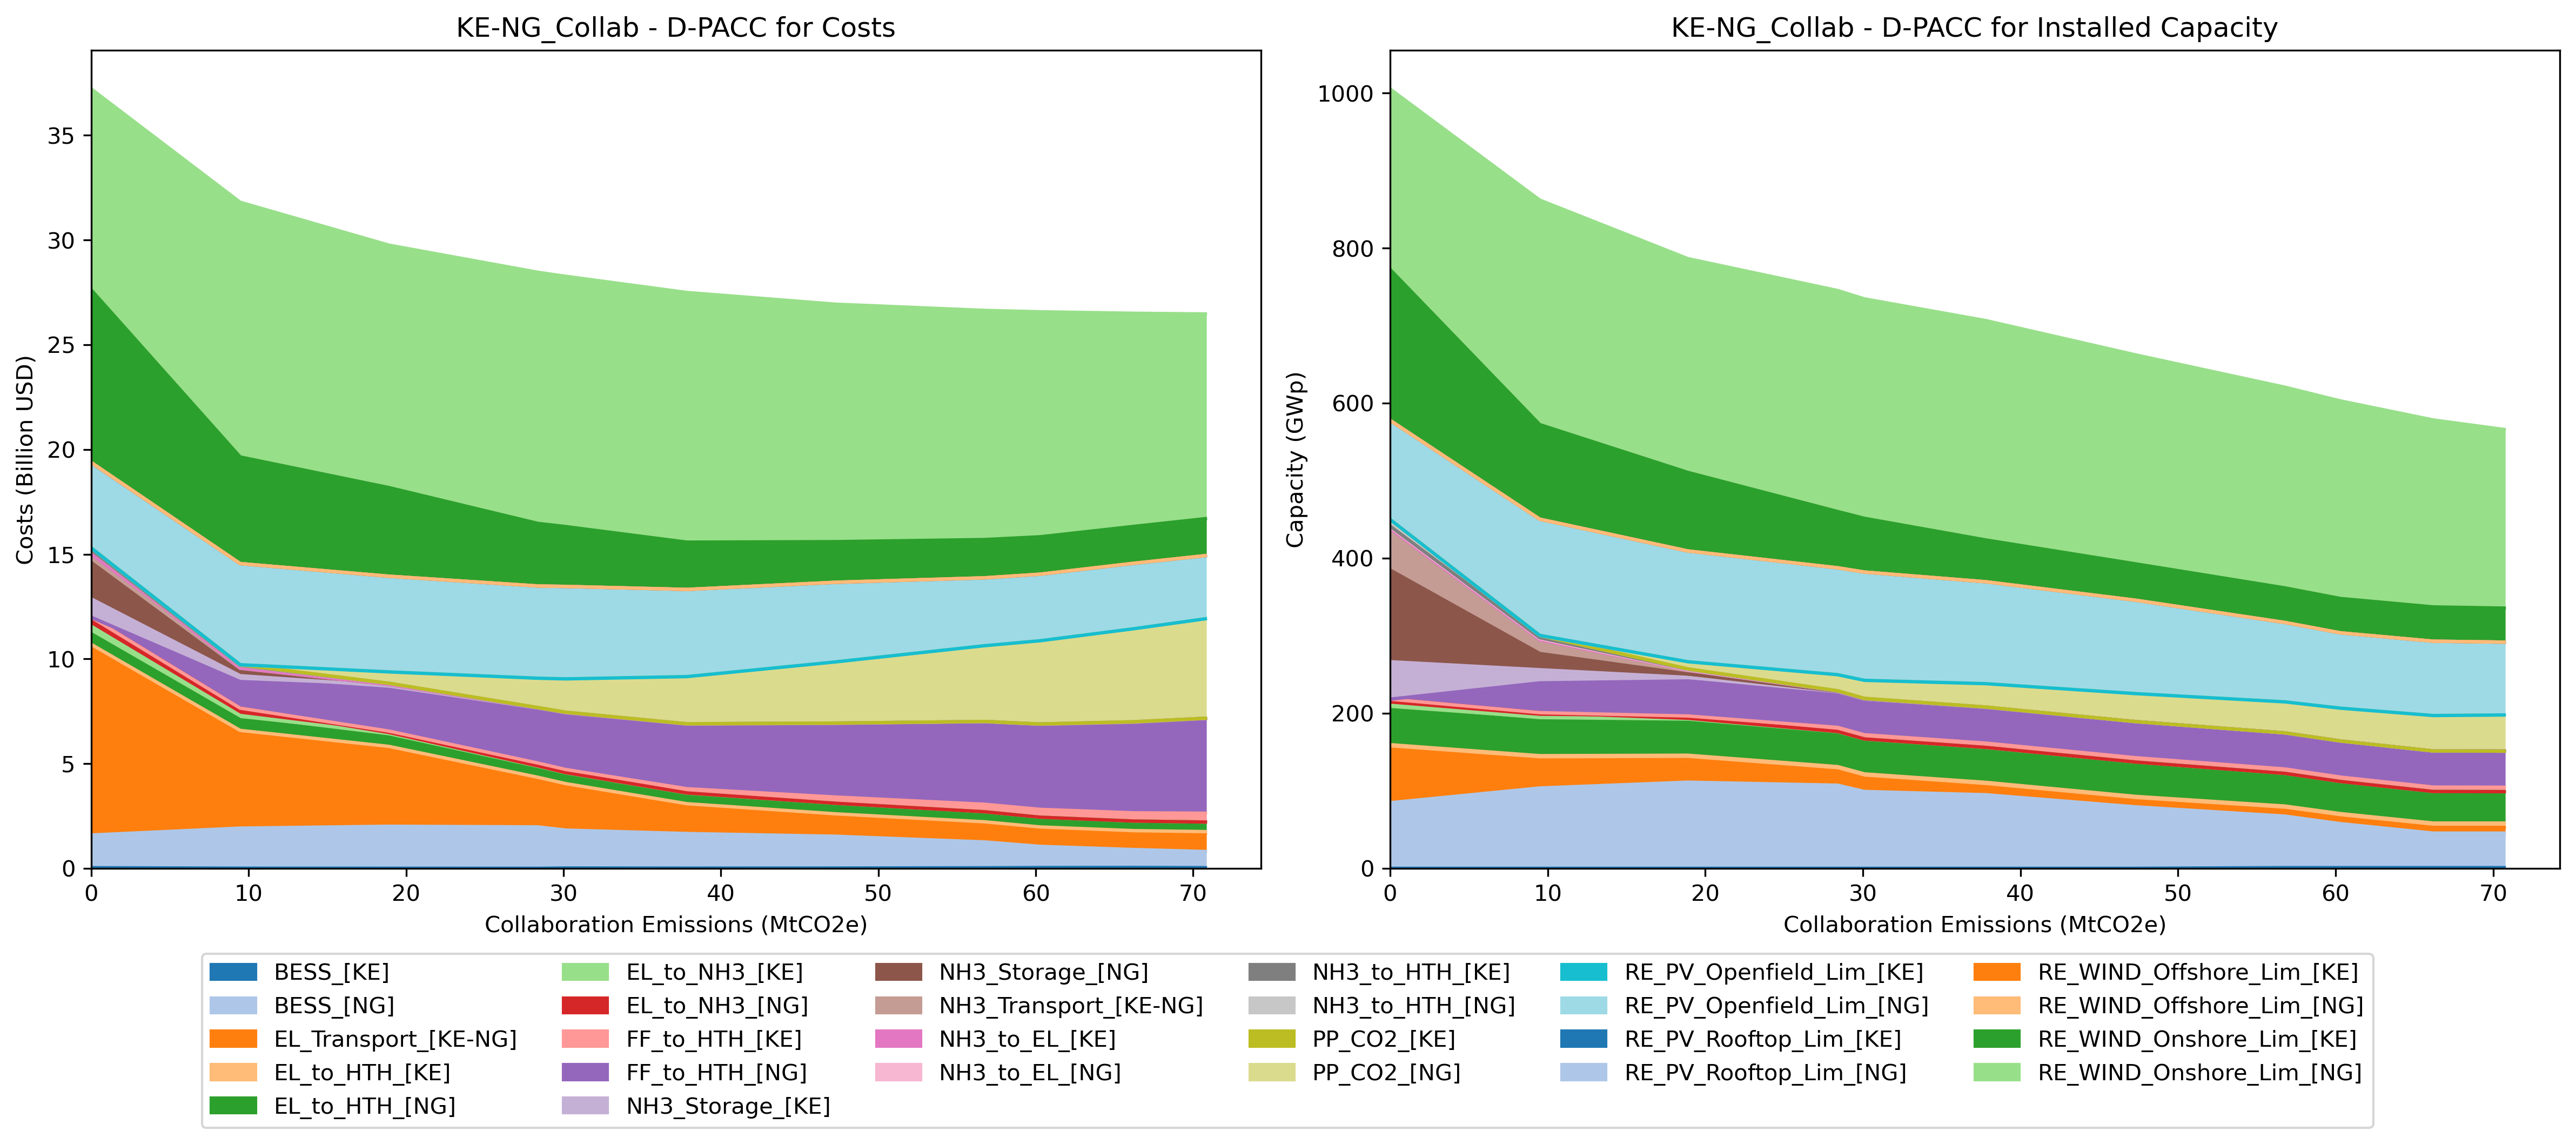 KE-NG_Collab - D-PACC for Costs
35
30
25
20
15
10
5
0
Costs (Billion USD)
0 10 20 30 40 50 60 70
Collaboration Emissions (MtCO2e)
KE-NG_Collab - D-PACC for Installed Capacity
1000
800
600
400
200
0
Capacity (GWp)
0 10 20 30 40 50 60 70
Collaboration Emissions (MtCO2e)
BESS_[KE]
BESS_[NG]
EL_Transport_[KE-NG]
EL_to_HTH_[KE]
EL_to_HTH_[NG]
EL_to_NH3_[KE]
EL_to_NH3_[NG]
FF_to_HTH_[KE]
FF_to_HTH_[NG]
NH3_Storage_[KE]
NH3_Storage_[NG]
NH3_Transport_[KE-NG]
NH3_to_EL_[KE]
NH3_to_EL_[NG]
NH3_to_HTH_[KE]
NH3_to_HTH_[NG]
PP_CO2_[KE]
PP_CO2_[NG]
RE_PV_Openfield_Lim_[KE]
RE_PV_Openfield_Lim_[NG]
RE_PV_Rooftop_Lim_[KE]
RE_PV_Rooftop_Lim_[NG]
RE_WIND_Offshore_Lim_[KE]
RE_WIND_Offshore_Lim_[NG]
RE_WIND_Onshore_Lim_[KE]
RE_WIND_Onshore_Lim_[NG]